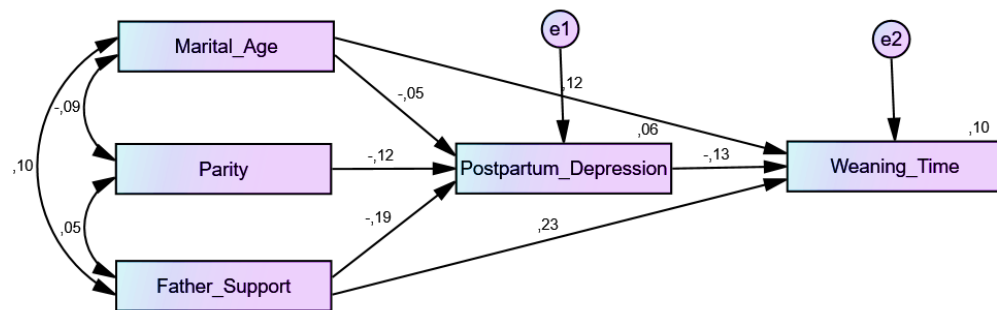 e1
e2
Marital_Age
,12
-,09
-,05
,06
,10
,10
Parity
-,12
Postpartum_Depression
-,13
Weaning_Time
,05
-,19
,23
Father_Support